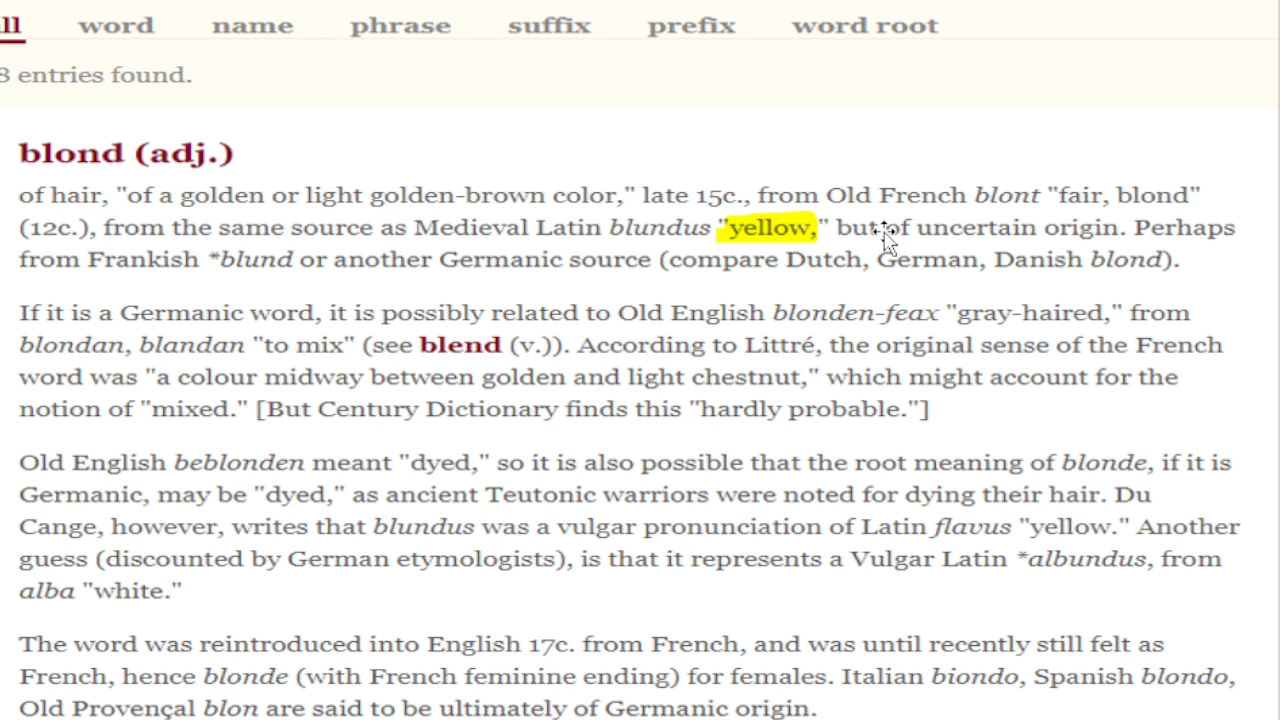 word name phrase suffix prefix word root
entries found.
blond (adj.)
of hair, "of a golden or light golden-brown color," late 15c., from Old French blont "fair, blond"
(12c.), from the same source as Medieval Latin blundus "yellow," but of uncertain origin. Perhaps
from Frankish *blund or another Germanic source (compare Dutch, German, Danish blond).
If it is a Germanic word, it is possibly related to Old English blonden-feax "gray-haired," from
blondan, blandan "to mix" (see blend (v.)). According to Littré, the original sense of the French
word was "a colour midway between golden and light chestnut," which might account for the
notion of "mixed." [But Century Dictionary finds this "hardly probable."]
Old English beblonden meant "dyed," so it is also possible that the root meaning of blonde, if it is
Germanic, may be "dyed," as ancient Teutonic warriors were noted for dying their hair. Du
Cange, however, writes that blundus was a vulgar pronunciation of Latin flavus "yellow." Another
guess (discounted by German etymologists), is that it represents a Vulgar Latin *albundus, from
alba "white."
The word was reintroduced into English 17c. from French, and was until recently still felt as
French, hence blonde (with French feminine ending) for females. Italian biondo, Spanish blondo,
Old Provençal blon are said to be ultimately of Germanic origin.